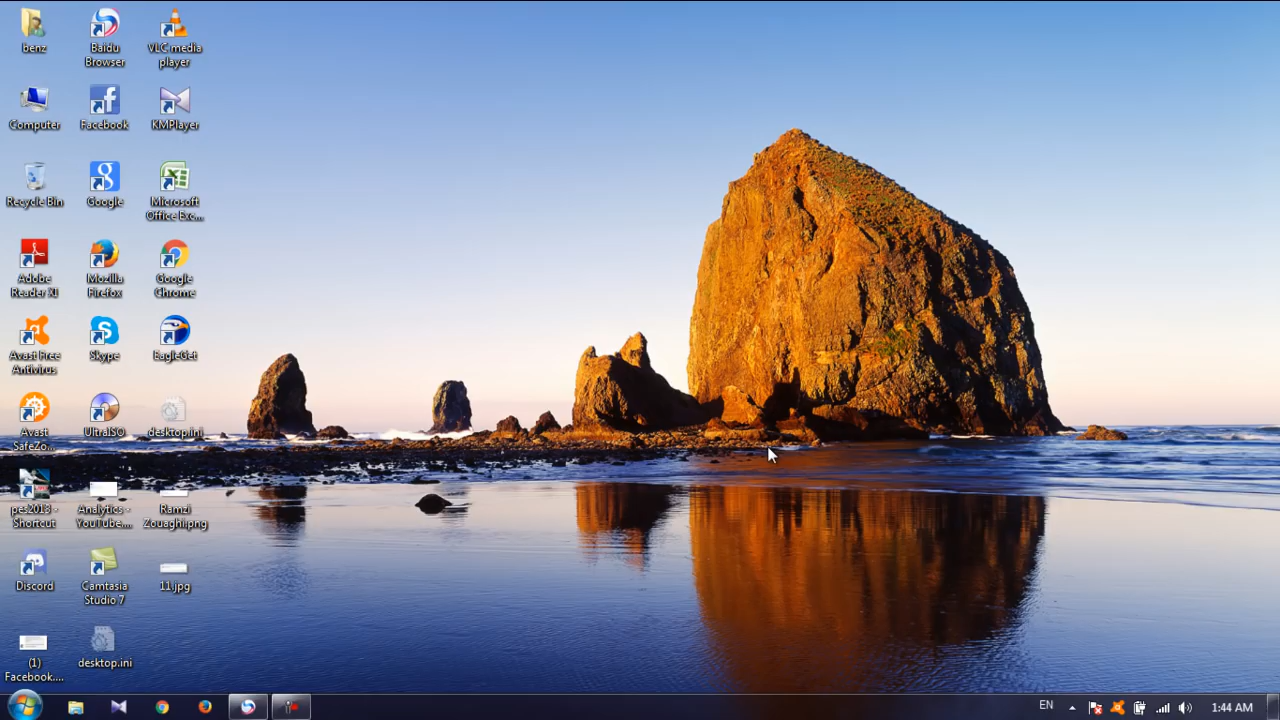 benz
Baidu
Browser
VLC media
player
Computer
Facebook
KMPlayer
Recycle Bin
Google
Microsoft
Office Exc...
Adobe
Reader XI
Mozilla
Firefox
Google
Chrome
Avast Free
Antivirus
Skype
EagleGet
Avast
SafeZo...
UltraISO
desktop.ini
pes2013 -
Shortcut
Analytics -
YouTube....
Ramzi
Zouaghi.png
Discord
Camtasia
Studio 7
11.jpg
(1)
Facebook....
desktop.ini
EN
1:44 AM